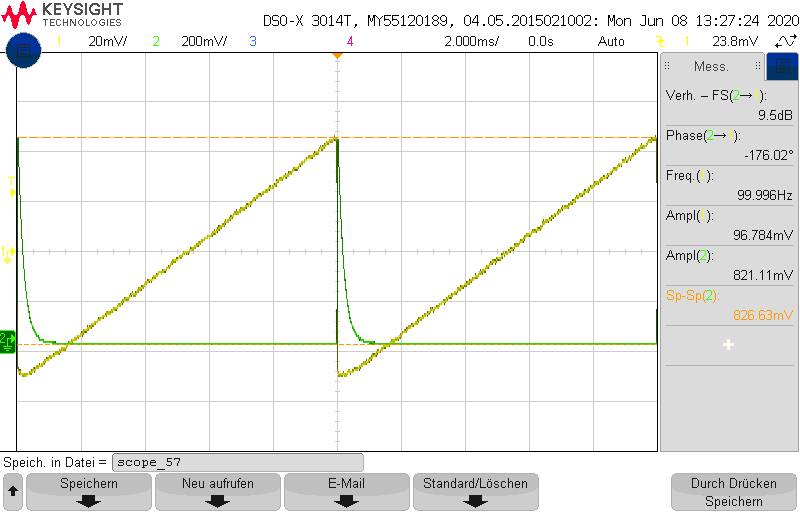 KEYSIGHT
TECHNOLOGIES
DSO-X 3014T, MY55120189, 04.05.2015021002: Mon Jun 08 13:27:24 2020
1 20mV/ 2 200mV/ 3 4 2.000ms/ 0.0s Auto 1 23.8mV
Mess.
Verh. – FS(2→1):
9.5dB
Phase(2→1):
-176.02°
Freq.( ):
99.996Hz
Ampl( ):
96.784mV
Ampl(2):
821.11mV
Sp-Sp(2):
826.63mV
T
1
2
Speich. in Datei = scope_57
Speichern
Neu aufrufen
E-Mail
Standard/Löschen
Durch Drücken
Speichern